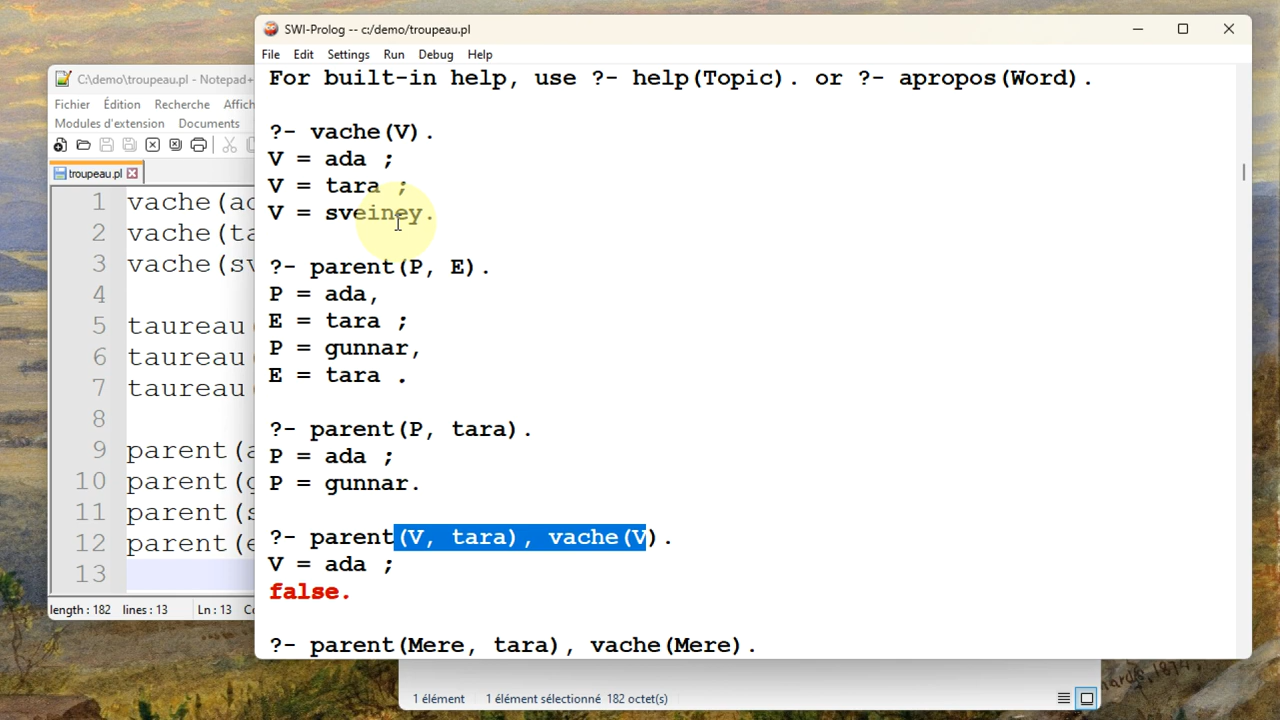 SWI-Prolog -- c:/demo/troupeau.pl
File Edit Settings Run Debug Help
For built-in help, use ?- help(Topic). or ?- apropos(Word).
?- vache(V).
V = ada ;
V = tara ;
V = sveiney.
?- parent(P, E).
P = ada,
E = tara ;
P = gunnar,
E = tara .
?- parent(P, tara).
P = ada ;
P = gunnar.
?- parent(V, tara), vache(V).
V = ada ;
false.
?- parent(Mere, tara), vache(Mere).
C:\demo\troupeau.pl - Notepad+
Fichier Édition Recherche Affich
Modules d'extension Documents
troupeau.pl
1 vache(
2 vache(ta
3 vache(sv
4
5 taureau
6 taureau
7 taureau
8
9 parent(
10 parent(
11 parent(
12 parent(
13
length : 182 lines : 13 Ln : 13
1 élément 1 élément sélectionné 182 octet(s)